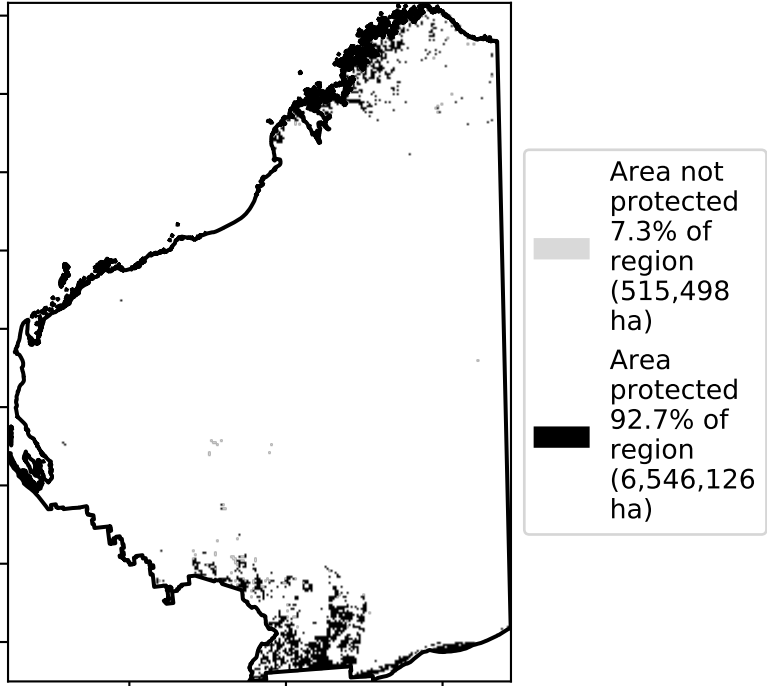 Area not
protected
7.3% of
region
(515,498
ha)
Area
protected
92.7% of
region
(6,546,126
ha)